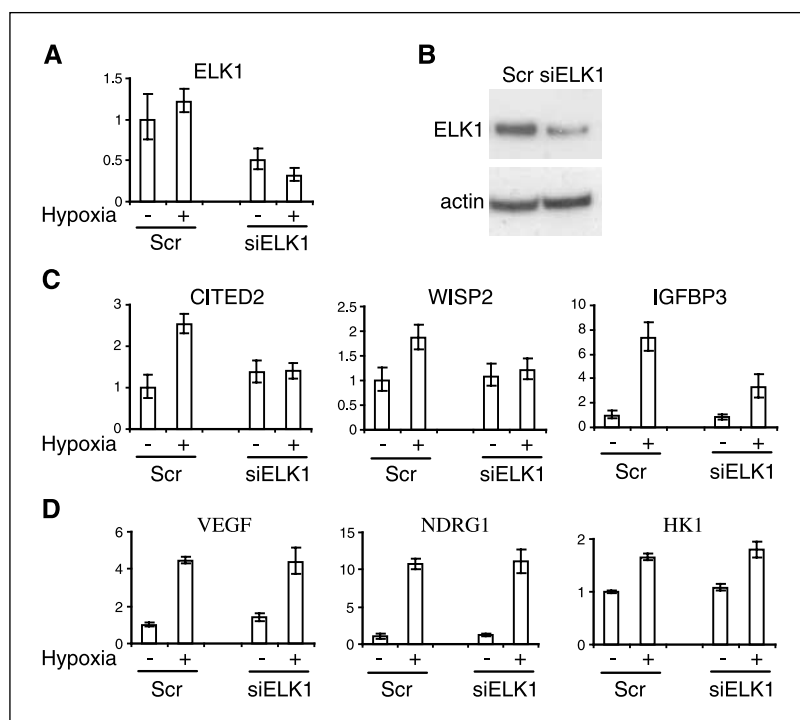 A
ELK1
1.5
1
0.5
0
Hypoxia - + - +
Scr siELK1
B
Scr siELK1
ELK1
actin
C
CITED2
3
2
1
0
Hypoxia - + - +
Scr siELK1
WISP2
2.5
2
1.5
1
0.5
0
- + - +
Scr siELK1
IGFBP3
10
8
6
4
2
0
- + - +
Scr siELK1
D
VEGF
6
4
2
0
Hypoxia - + - +
Scr siELK1
NDRG1
15
10
5
0
- + - +
Scr siELK1
HK1
2
1
0
- + - +
Scr siELK1